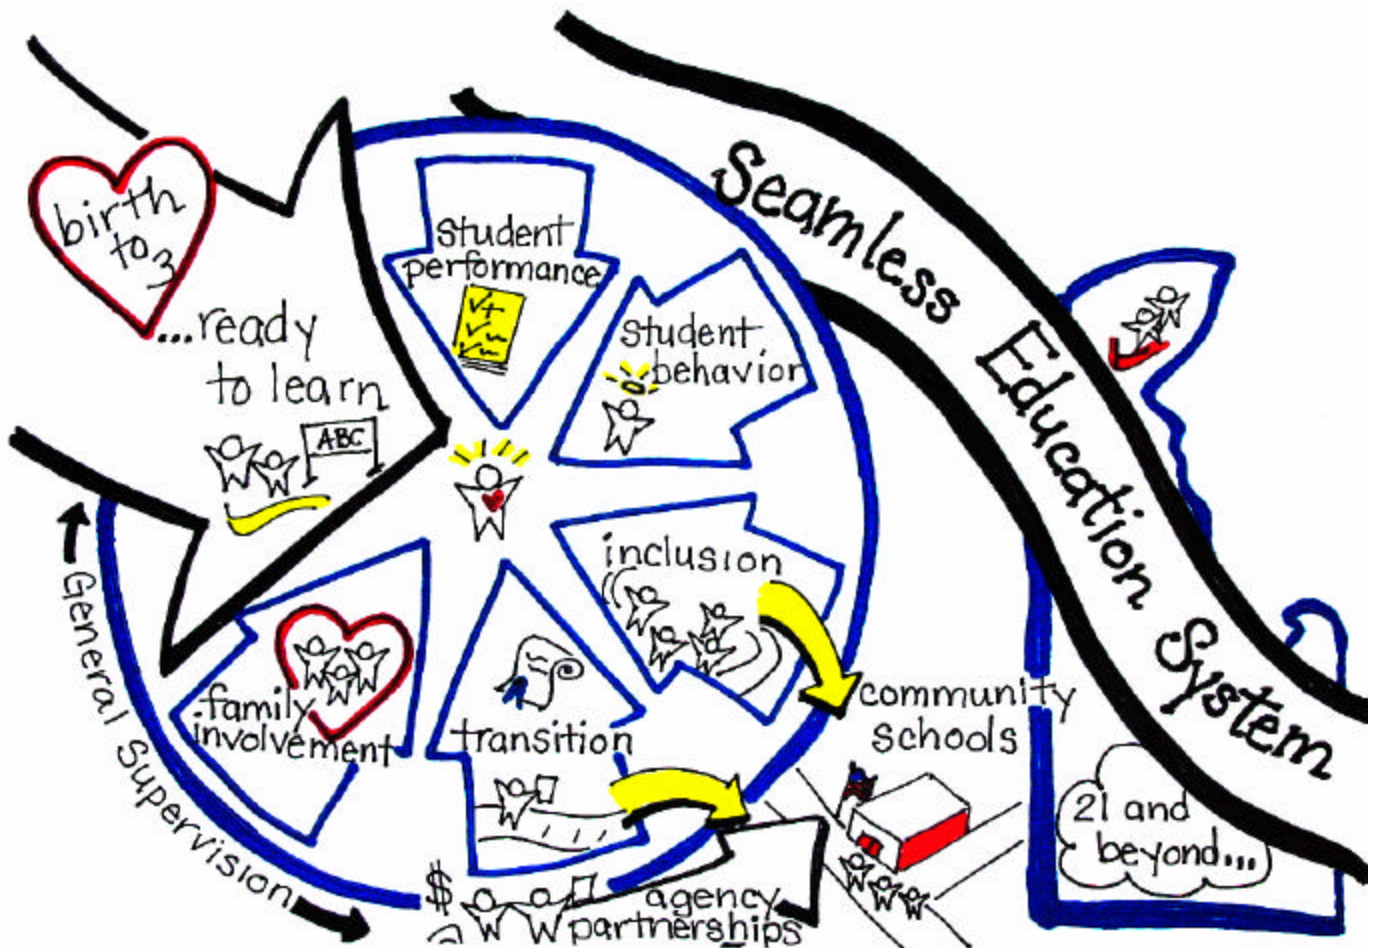 Seamless Education System
birth
to 3
...ready
to learn
ABC
student
performance
student
behavior
inclusion
transition
family
involvement
General Supervision
community
schools
$
agency
partnerships
21 and
beyond...